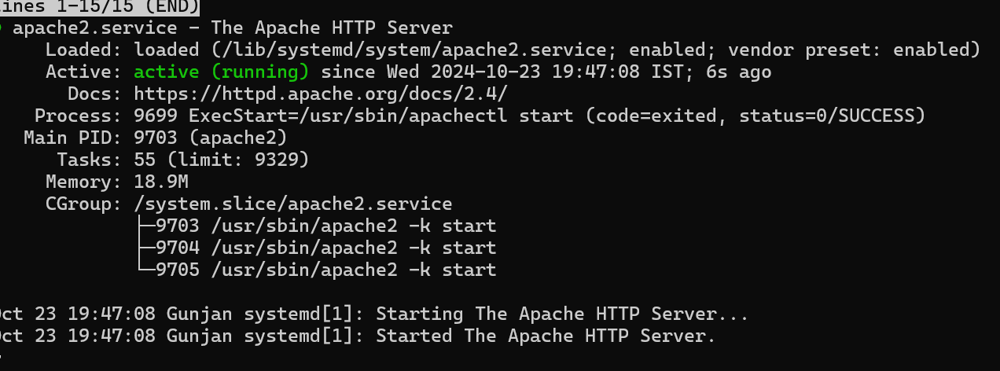 lines 1-15/15 (END)
● apache2.service - The Apache HTTP Server
     Loaded: loaded (/lib/systemd/system/apache2.service; enabled; vendor preset: enabled)
     Active: active (running) since Wed 2024-10-23 19:47:08 IST; 6s ago
       Docs: https://httpd.apache.org/docs/2.4/
    Process: 9699 ExecStart=/usr/sbin/apachectl start (code=exited, status=0/SUCCESS)
   Main PID: 9703 (apache2)
      Tasks: 55 (limit: 9329)
     Memory: 18.9M
     CGroup: /system.slice/apache2.service
             ├─9703 /usr/sbin/apache2 -k start
             ├─9704 /usr/sbin/apache2 -k start
             └─9705 /usr/sbin/apache2 -k start

Oct 23 19:47:08 Gunjan systemd[1]: Starting The Apache HTTP Server...
Oct 23 19:47:08 Gunjan systemd[1]: Started The Apache HTTP Server.